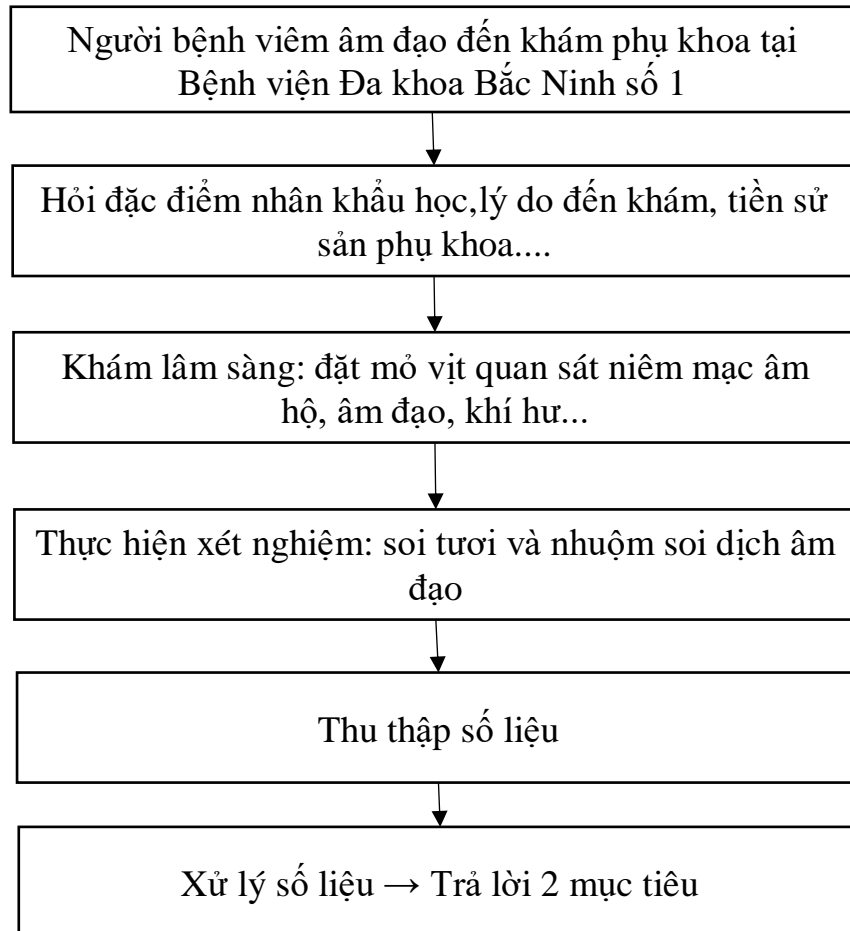 Người bệnh viêm âm đạo đến khám phụ khoa tại
Bệnh viện Đa khoa Bắc Ninh số 1
Hỏi đặc điểm nhân khẩu học,lý do đến khám, tiền sử
sản phụ khoa....
Khám lâm sàng: đặt mỏ vịt quan sát niêm mạc âm
hộ, âm đạo, khí hư...
Thực hiện xét nghiệm: soi tươi và nhuộm soi dịch âm
đạo
Thu thập số liệu
Xử lý số liệu → Trả lời 2 mục tiêu